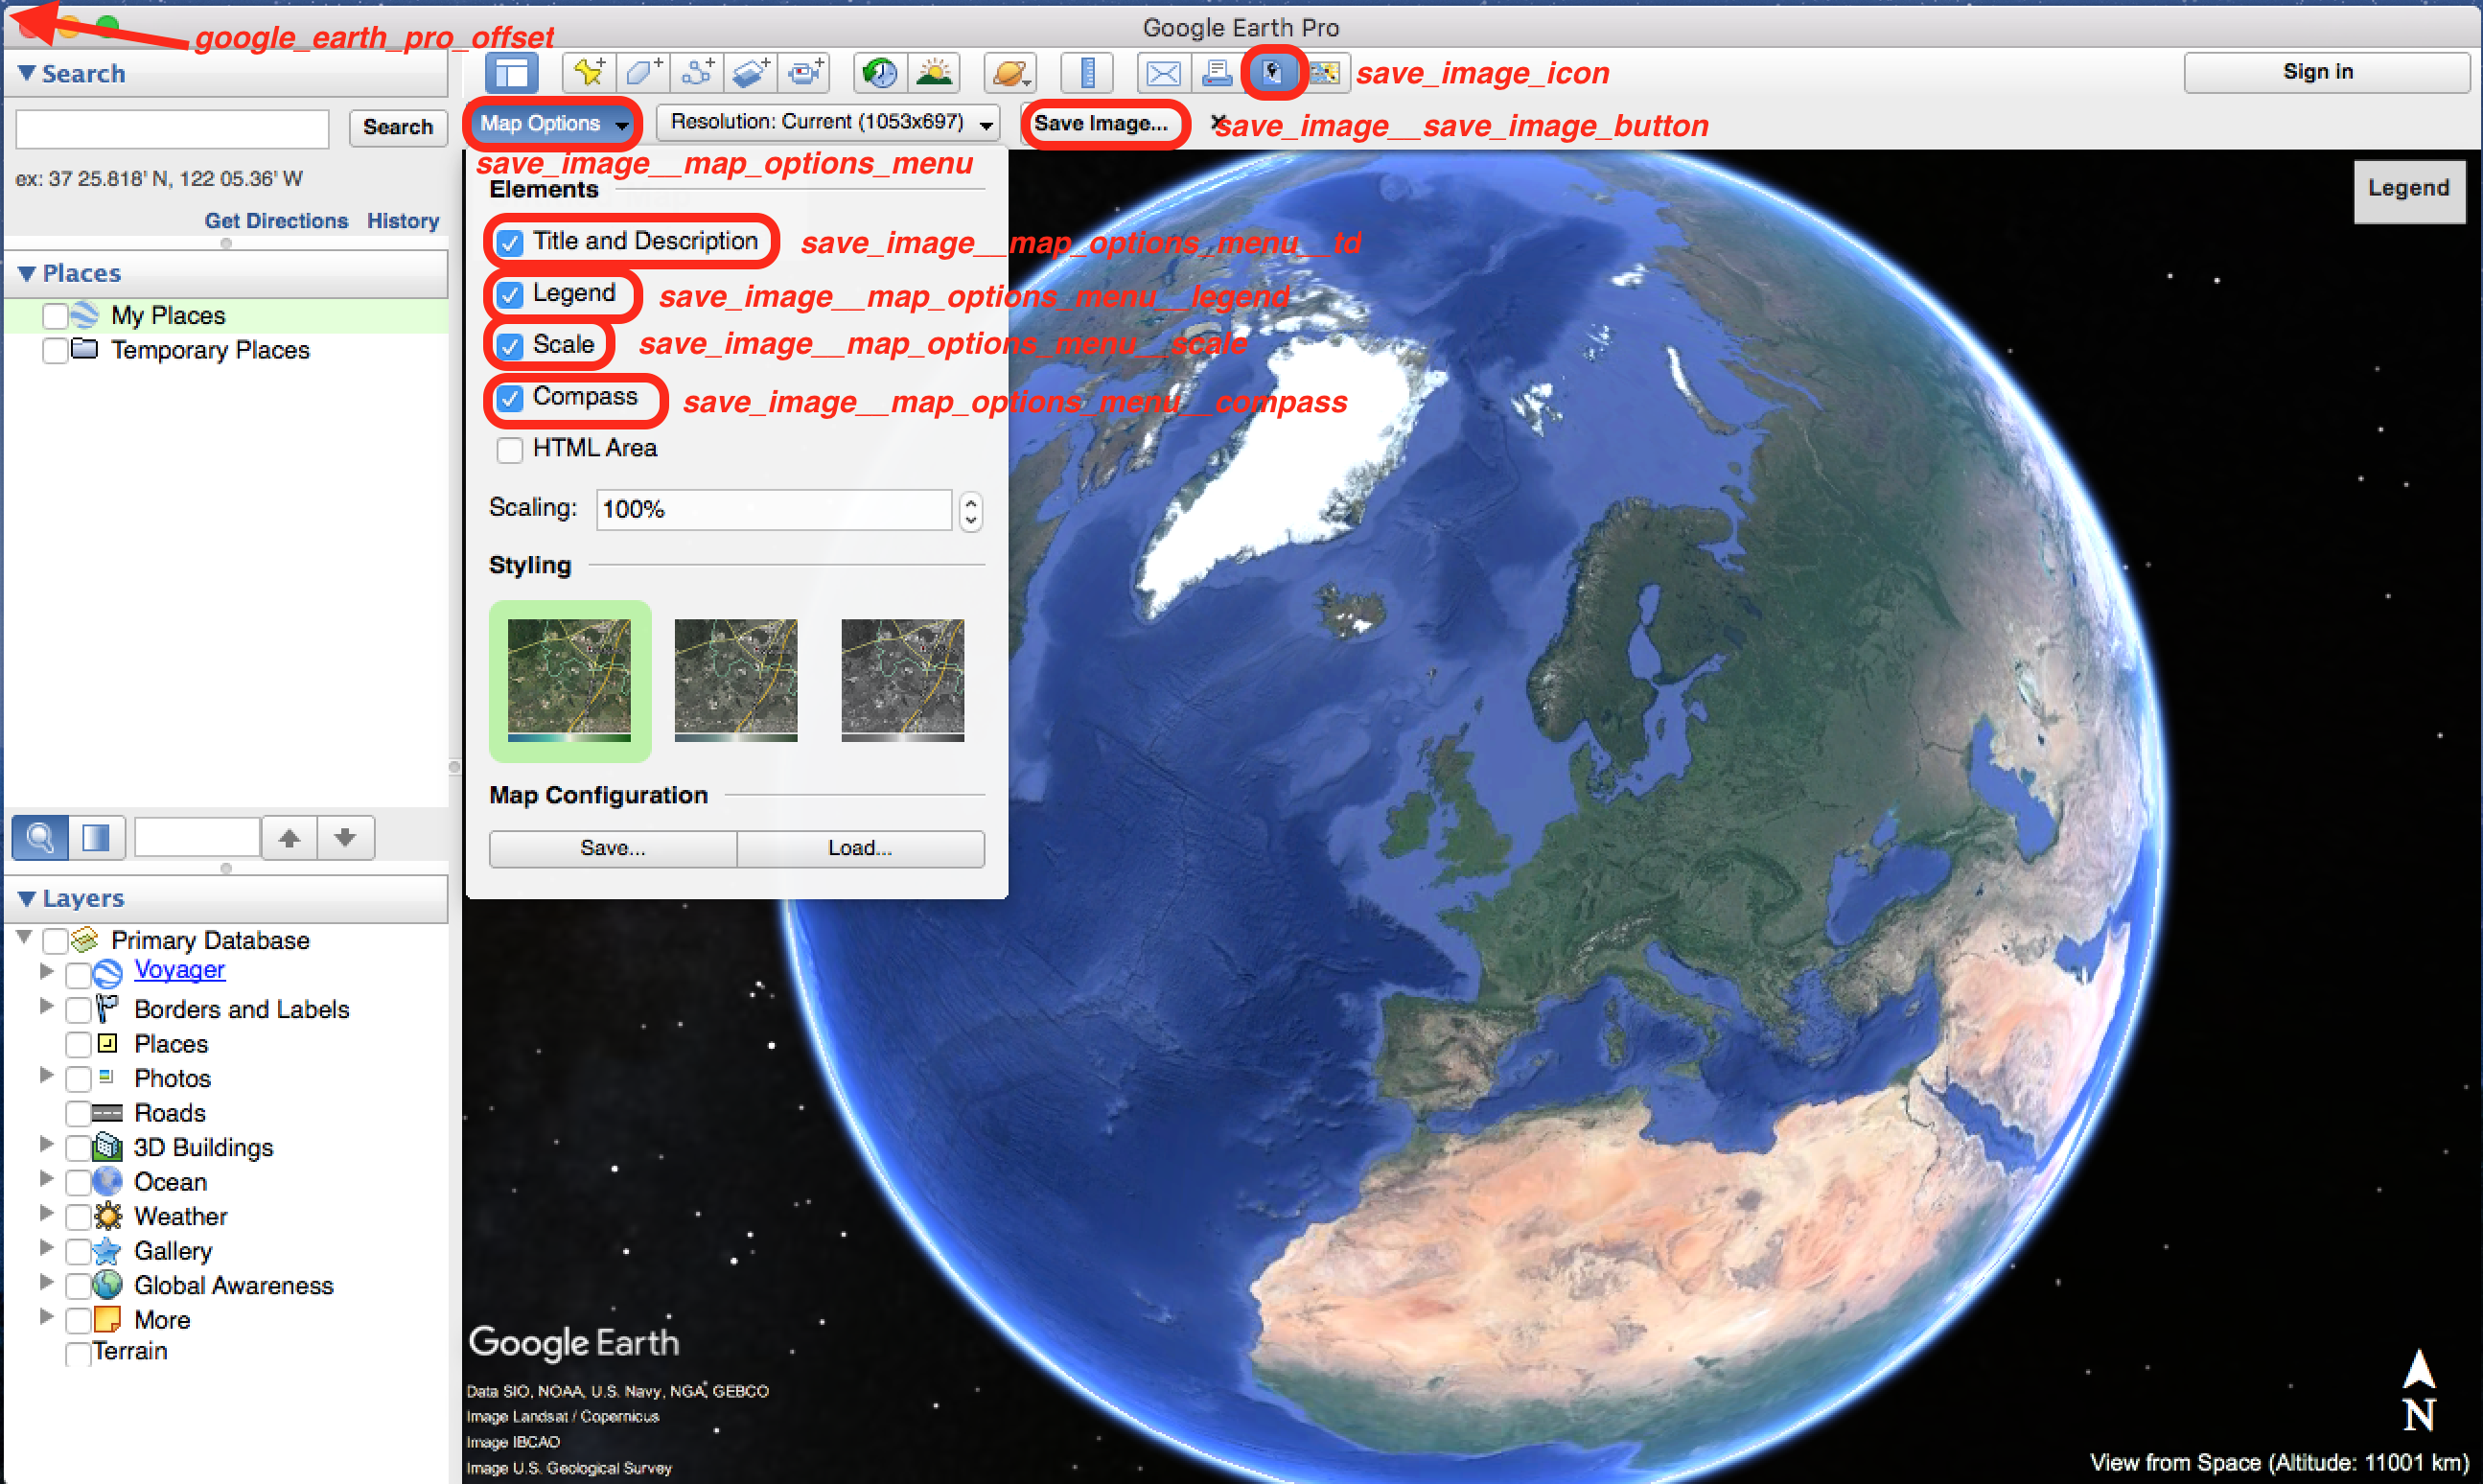 Google Earth Pro
google_earth_pro_offset
Search
save_image_icon
Sign in
Search
Map Options
Resolution: Current (1053x697)
Save Image...
save_image__save_image_button
ex: 37 25.818' N, 122 05.36' W
save_image__map_options_menu
Elements
Legend
Get Directions History
Title and Description
save_image__map_options_menu__td
Places
Legend
save_image__map_options_menu__legend
My Places
Scale
save_image__map_options_menu__scale
Temporary Places
Compass
save_image__map_options_menu__compass
HTML Area
Scaling: 100%
Styling
Map Configuration
Save... Load...
Layers
Primary Database
Voyager
Borders and Labels
Places
Photos
Roads
3D Buildings
Ocean
Weather
Gallery
Global Awareness
More
Terrain
Google Earth
Data SIO, NOAA, U.S. Navy, NGA, GEBCO
Image Landsat / Copernicus
Image IBCAO
Image U.S. Geological Survey
N
View from Space (Altitude: 11001 km)